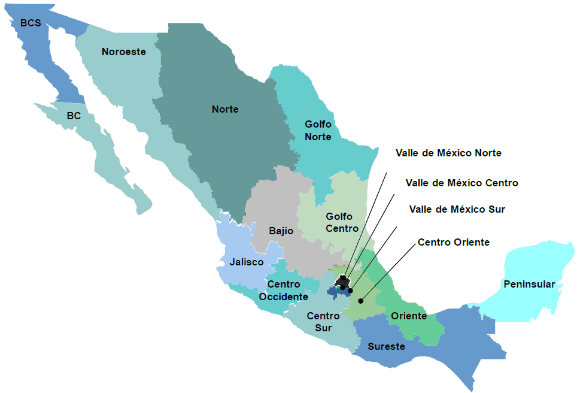 BCS
Noroeste
BC
Norte
Golfo
Norte
Valle de México Norte
Valle de México Centro
Valle de México Sur
Golfo
Centro
Bajio
Centro Oriente
Jalisco
Centro
Occidente
Peninsular
Centro
Sur
Oriente
Sureste